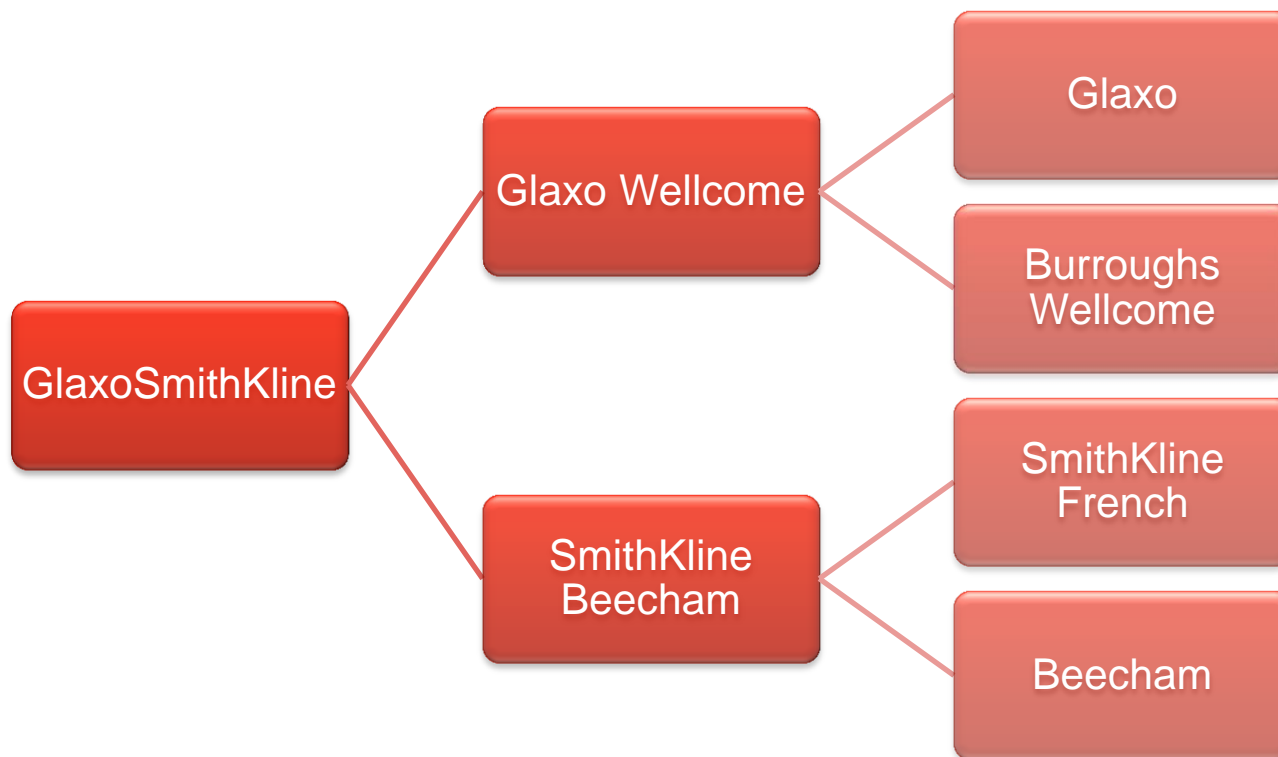 GlaxoSmithKline
Glaxo Wellcome
SmithKline
Beecham
Glaxo
Burroughs
Wellcome
SmithKline
French
Beecham